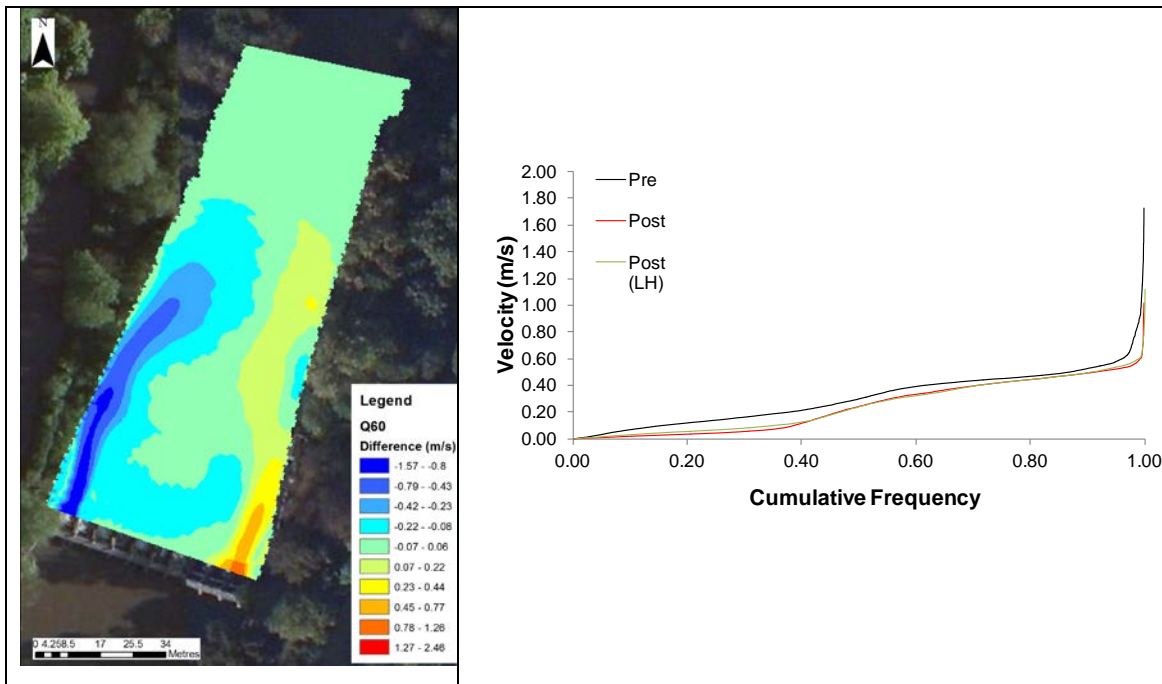 N
Legend
Q60
Difference (m/s)
-1.57 - -0.8
-0.79 - -0.43
-0.42 - -0.23
-0.22 - -0.08
-0.07 - 0.06
0.07 - 0.22
0.23 - 0.44
0.45 - 0.77
0.78 - 1.26
1.27 - 2.46
0 4.258.5 17 25.5 34
Metres
2.00
1.80
1.60
1.40
1.20
1.00
0.80
0.60
0.40
0.20
0.00
Velocity (m/s)
Pre
Post
Post
(LH)
0.00 0.20 0.40 0.60 0.80 1.00
Cumulative Frequency